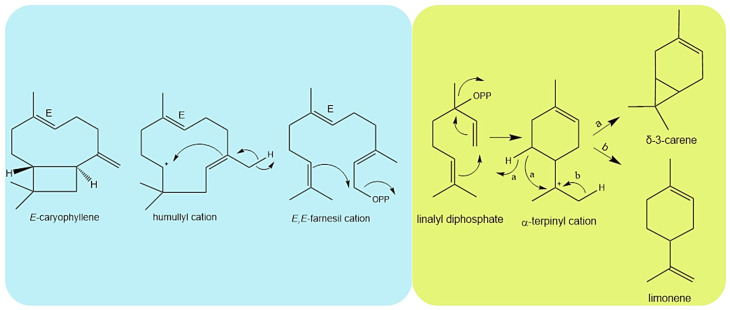 E
H
H
E-caryophyllene
E
+
H
humullyl cation
E
OPP
E,E-farnesil cation
OPP
linalyl diphosphate
H
a
a
b
H
+
α-terpinyl cation
a
b
δ-3-carene
limonene